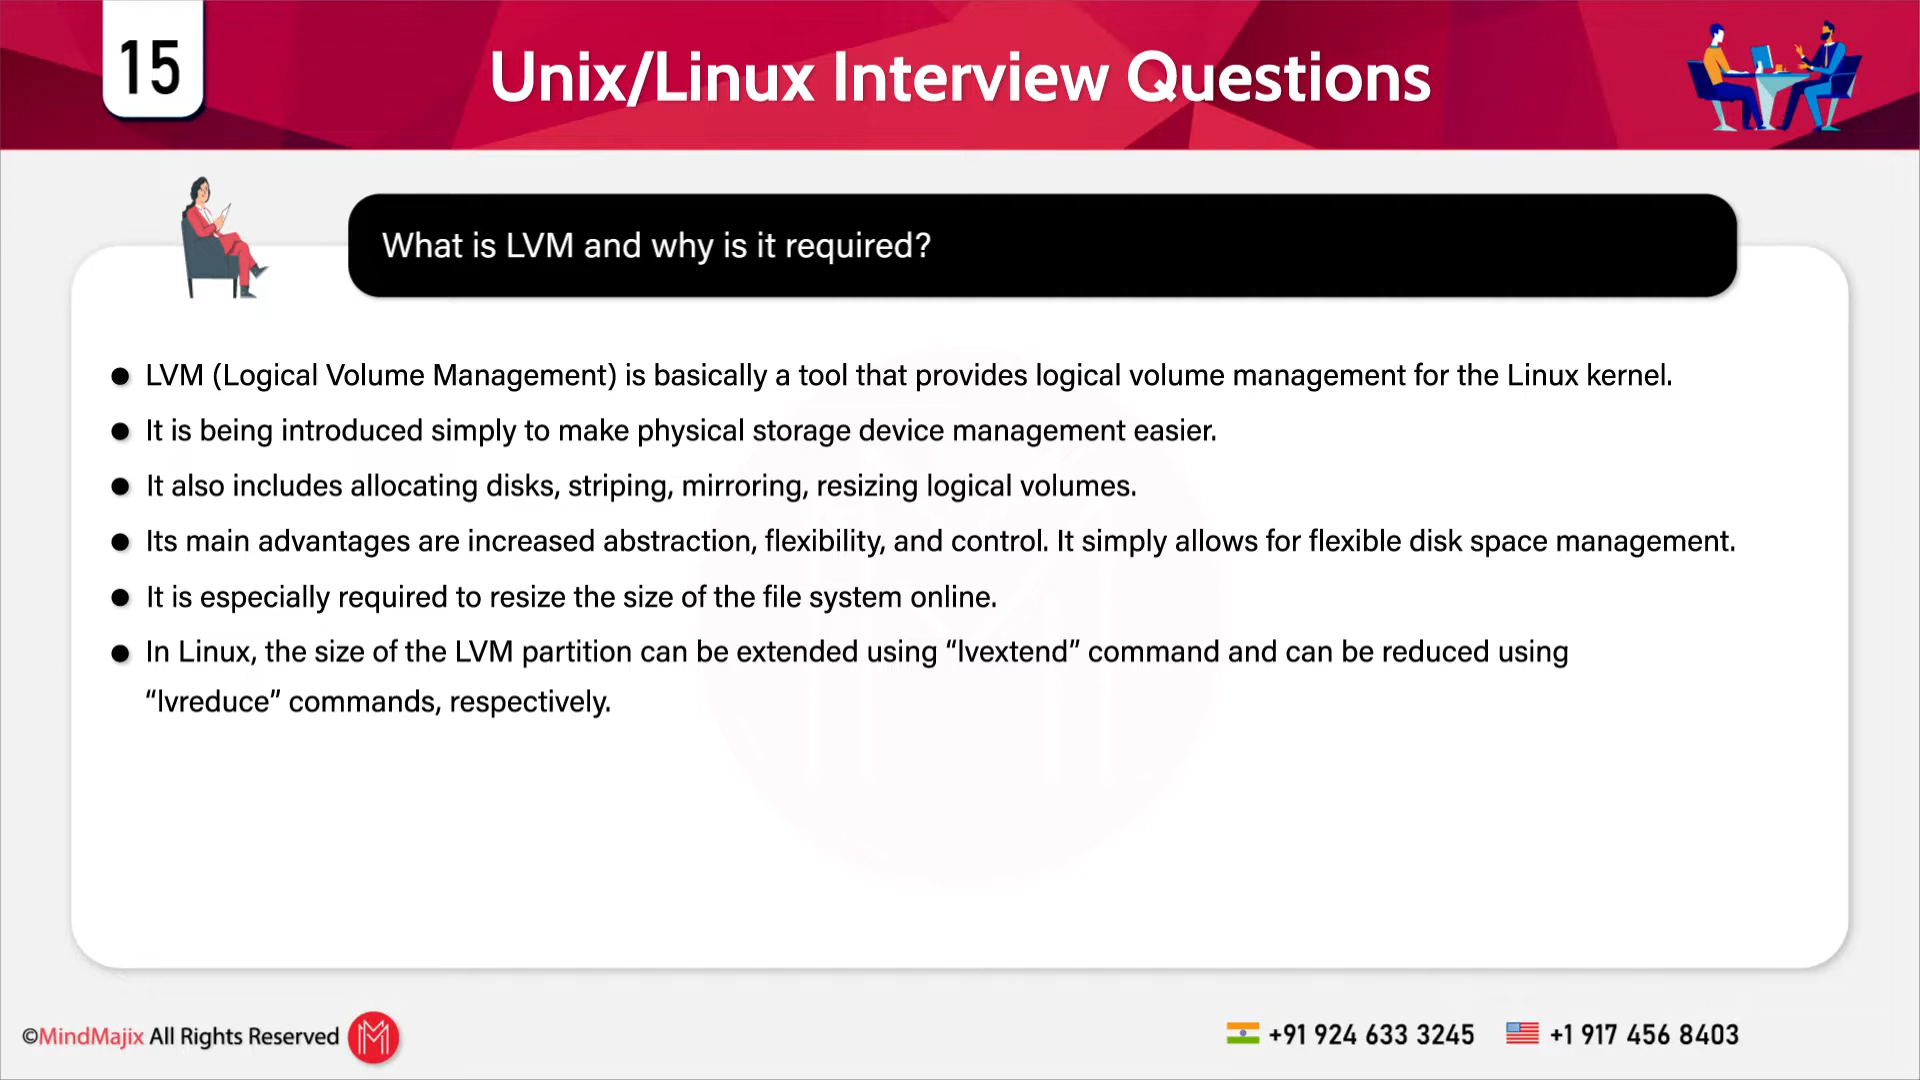 15
Unix/Linux Interview Questions
What is LVM and why is it required?
● LVM (Logical Volume Management) is basically a tool that provides logical volume management for the Linux kernel.
● It is being introduced simply to make physical storage device management easier.
● It also includes allocating disks, striping, mirroring, resizing logical volumes.
● Its main advantages are increased abstraction, flexibility, and control. It simply allows for flexible disk space management.
● It is especially required to resize the size of the file system online.
● In Linux, the size of the LVM partition can be extended using “lvextend” command and can be reduced using
“lvreduce” commands, respectively.
©MindMajix All Rights Reserved
+91 924 633 3245
+1 917 456 8403